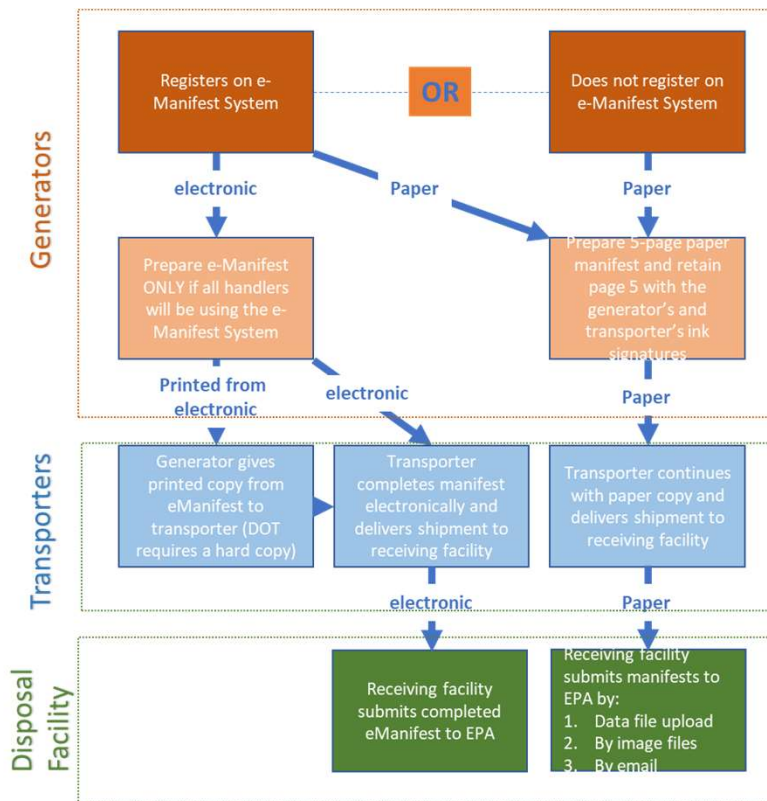 Generators
Registers on e-
Manifest System
OR
Does not register on
e-Manifest System
electronic
Paper
Paper
Prepare e-Manifest
ONLY if all handlers
will be using the e-
Manifest System
Prepare 5-page paper
manifest and retain
page 5 with the
generator's and
transporter's ink
signatures
Printed from
electronic
electronic
Paper
Transporters
Generator gives
printed copy from
eManifest to
transporter (DOT
requires a hard copy)
Transporter
completes manifest
electronically and
delivers shipment to
receiving facility
Transporter continues
with paper copy and
delivers shipment to
receiving facility
electronic
Paper
Disposal
Facility
Receiving facility
submits completed
eManifest to EPA
Receiving facility
submits manifests to
EPA by:
1. Data file upload
2. By image files
3. By email